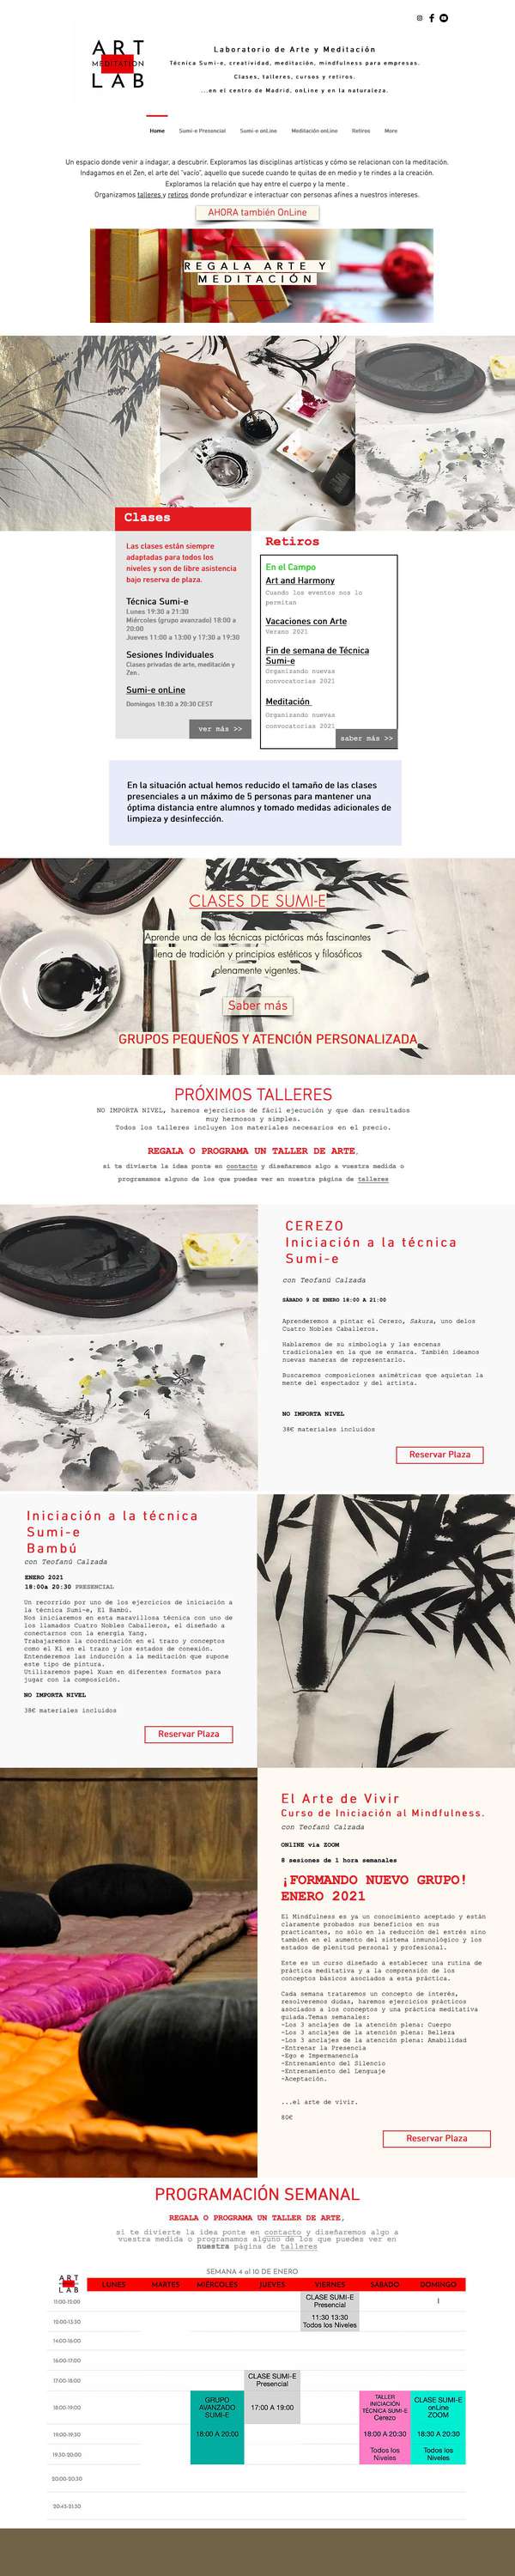 ART
MEDITATION
LAB
Laboratorio de Arte y Meditación
Técnica Sumi-e, creatividad, meditación, mindfulness para empresas.
Clases, talleres, cursos y retiros.
...en el centro de Madrid, onLine y en la naturaleza.
Home
Sumi-e Presencial
Sumi-e onLine
Meditación onLine
Retiros
More
Un espacio donde venir a indagar, a descubrir. Exploramos las disciplinas artísticas y cómo se relacionan con la meditación.
Indagamos en el Zen, el arte del "vacío", aquello que sucede cuando te quitas de en medio y te rindes a la creación.
Exploramos la relación que hay entre el cuerpo y la mente .
Organizamos talleres y retiros donde profundizar e interactuar con personas afines a nuestros intereses.
AHORA también OnLine
REGALA ARTE Y
MEDITACIÓN
Clases
Las clases están siempre
adaptadas para todos los
niveles y son de libre asistencia
bajo reserva de plaza.
Técnica Sumi-e
Lunes 19:30 a 21:30
Miércoles (grupo avanzado) 18:00 a
20:00
Jueves 11:00 a 13:00 y 17:30 a 19:30
Sesiones Individuales
Clases privadas de arte, meditación y
Zen.
Sumi-e onLine
Domingos 18:30 a 20:30 CEST
ver más >>
Retiros
En el Campo
Art and Harmony
Cuando los eventos nos lo
permitan
Vacaciones con Arte
Verano 2021
Fin de semana de Técnica
Sumi-e
Organizando nuevas
convocatorias 2021
Meditación
Organizando nuevas
convocatorias 2021
saber más >>
En la situación actual hemos reducido el tamaño de las clases
presenciales a un máximo de 5 personas para mantener una
óptima distancia entre alumnos y tomado medidas adicionales de
limpieza y desinfección.
CLASES DE SUMI-E
Aprende una de las técnicas pictóricas más fascinantes
llena de tradición y principios estéticos y filosóficos
plenamente vigentes.
Saber más
GRUPOS PEQUEÑOS Y ATENCIÓN PERSONALIZADA
PRÓXIMOS TALLERES
NO IMPORTA NIVEL, haremos ejercicios de fácil ejecución y que dan resultados
muy hermosos y simples.
Todos los talleres incluyen los materiales necesarios en el precio.
REGALA O PROGRAMA UN TALLER DE ARTE,
si te divierte la idea ponte en contacto y diseñaremos algo a vuestra medida o
programamos alguno de los que puedes ver en nuestra página de talleres
CEREZO
Iniciación a la técnica
Sumi-e
con Teofanú Calzada
SÁBADO 9 DE ENERO 18:00 A 21:00
Aprenderemos a pintar el Cerezo, Sakura, uno delos
Cuatro Nobles Caballeros.
Hablaremos de su simbología y las escenas
tradicionales en la que se enmarca. También ideamos
nuevas maneras de representarlo.
Buscaremos composiciones asimétricas que aquietan la
mente del espectador y del artista.
NO IMPORTA NIVEL
38€ materiales incluidos
Reservar Plaza
Iniciación a la técnica
Sumi-e
Bambú
con Teofanú Calzada
ENERO 2021
18:00a 20:30 PRESENCIAL
Un recorrido por uno de los ejercicios de iniciación a
la técnica Sumi-e, El Bambú.
Nos iniciaremos en esta maravillosa técnica con uno de
los llamados Cuatro Nobles Caballeros, el diseñado a
conectarnos con la energía Yang.
Trabajaremos la coordinación en el trazo y conceptos
como el Ki en el trazo y los estados de conexión.
Entenderemos las inducción a la meditación que supone
este tipo de pintura.
Utilizaremos papel Xuan en diferentes formatos para
jugar con la composición.
NO IMPORTA NIVEL
38€ materiales incluidos
Reservar Plaza
El Arte de Vivir
Curso de Iniciación al Mindfulness.
con Teofanú Calzada
ONLINE via ZOOM
8 sesiones de 1 hora semanales
¡FORMANDO NUEVO GRUPO!
ENERO 2021
El Mindfulness es ya un conocimiento aceptado y están
claramente probados sus beneficios en sus
practicantes, no sólo en la reducción del estrés sino
también en el aumento del sistema inmunológico y los
estados de plenitud personal y profesional.
Este es un curso diseñado a establecer una rutina de
práctica meditativa y a la comprensión de los
conceptos básicos asociados a esta práctica.
Cada semana trataremos un concepto de interés,
resolveremos dudas, haremos ejercicios prácticos
asociados a los conceptos y una práctica meditativa
guiada.Temas semanales:
-Los 3 anclajes de la atención plena: Cuerpo
-Los 3 anclajes de la atención plena: Belleza
-Los 3 anclajes de la atención plena: Amabilidad
-Entrenar la Presencia
-Ego e Impermanencia
-Entrenamiento del Silencio
-Entrenamiento del Lenguaje
-Aceptación.
...el arte de vivir.
80€
Reservar Plaza
PROGRAMACIÓN SEMANAL
REGALA O PROGRAMA UN TALLER DE ARTE,
si te divierte la idea ponte en contacto y diseñaremos algo a
vuestra medida o programamos alguno de los que puedes ver en
nuestra página de talleres
SEMANA 4 al 10 DE ENERO
ART
LAB
LUNES
MARTES
MIÉRCOLES
JUEVES
VIERNES
SÁBADO
DOMINGO
11:00-12:00
CLASE SUMI-E
Presencial
11:30 13:30
Todos los Niveles
12:00-13:30
14:00-16:00
16:00-17:00
17:00-18:00
CLASE SUMI-E
Presencial
17:00 A 19:00
18:00-19:00
GRUPO
AVANZADO
SUMI-E
18:00 A 20:00
TALLER
INICIACIÓN
TÉCNICA SUMI-E
Cerezo
18:00 A 20:30
Todos los
Niveles
CLASE SUMI-E
onLine
ZOOM
18:30 A 20:30
Todos los
Niveles
19:00-19:30
19:30-20:00
20:00-20:30
20:45-21:30